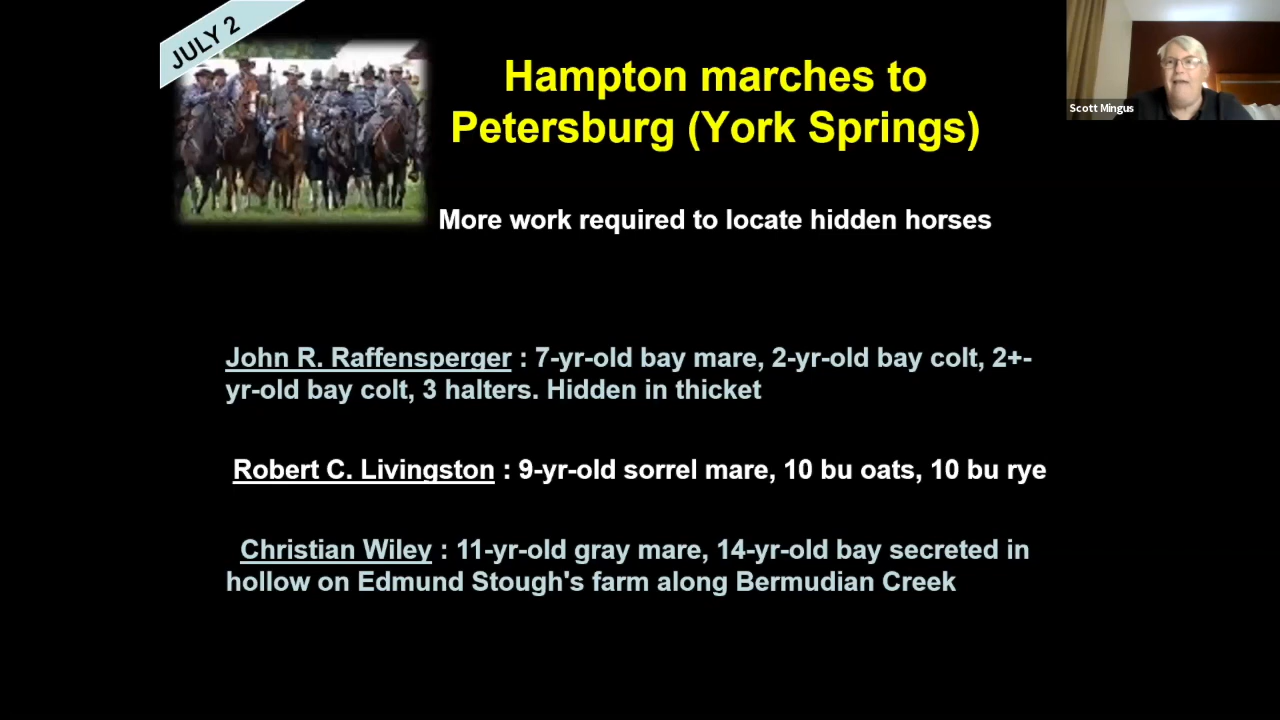 JULY 2
Hampton marches to
Petersburg (York Springs)
Scott Mingus
More work required to locate hidden horses
John R. Raffensperger : 7-yr-old bay mare, 2-yr-old bay colt, 2+-
yr-old bay colt, 3 halters. Hidden in thicket
Robert C. Livingston : 9-yr-old sorrel mare, 10 bu oats, 10 bu rye
Christian Wiley : 11-yr-old gray mare, 14-yr-old bay secreted in
hollow on Edmund Stough's farm along Bermudian Creek